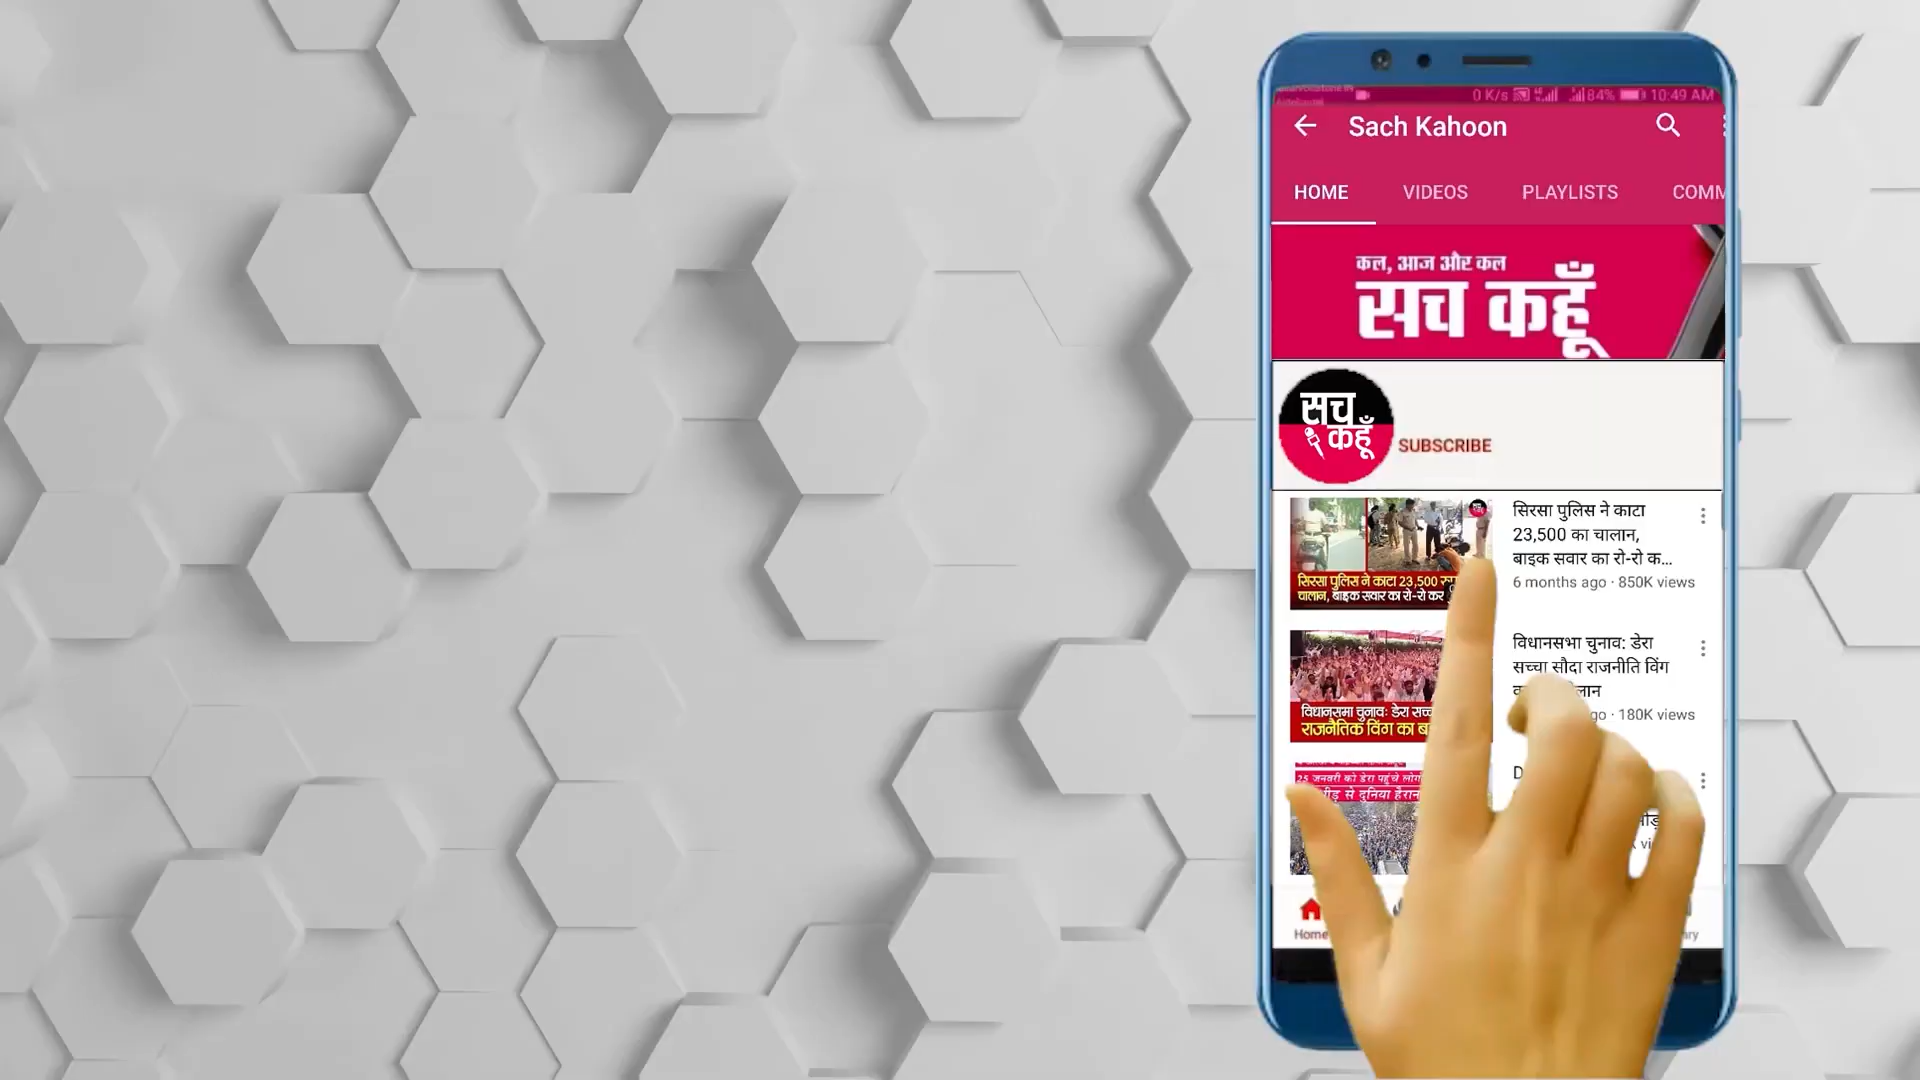 0 K/s 84% 10:49 AM
Sach Kahoon
HOME VIDEOS PLAYLISTS COMM
कल, आज और कल
सच कहूँ
सच
कहूँ
SUBSCRIBE
सिरसा पुलिस ने काटा 23,500
चालान, बाइक सवार का रो-रो कर
सिरसा पुलिस ने काटा
23,500 का चालान,
बाइक सवार का रो-रो क...
6 months ago · 850K views
विधानसभा चुनावः डेरा
राजनैतिक विंग का
विधानसभा चुनाव: डेरा
सच्चा सौदा राजनीति विंग
180K views
25 जनवरी को डेरा पहुंचे
से दुनिया हैरान
Home